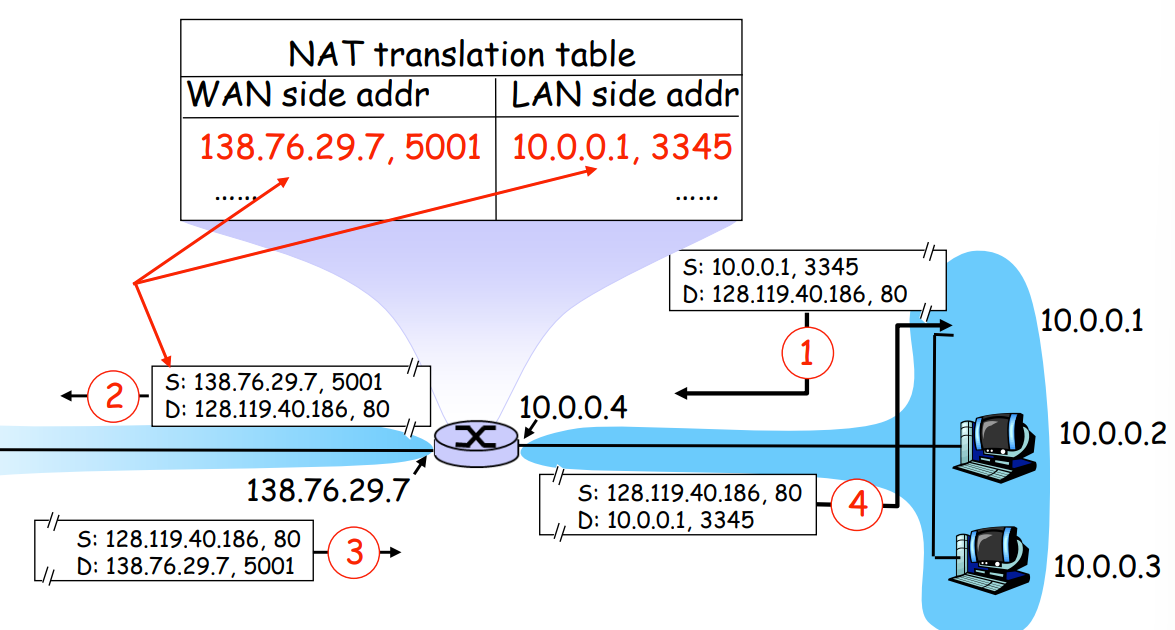 NAT translation table
WAN side addr LAN side addr
138.76.29.7, 5001 10.0.0.1, 3345
...... ......
S: 10.0.0.1, 3345
D: 128.119.40.186, 80
10.0.0.1
1
S: 138.76.29.7, 5001
D: 128.119.40.186, 80
2
10.0.0.4
10.0.0.2
138.76.29.7
S: 128.119.40.186, 80
D: 10.0.0.1, 3345
4
S: 128.119.40.186, 80
D: 138.76.29.7, 5001
3
10.0.0.3